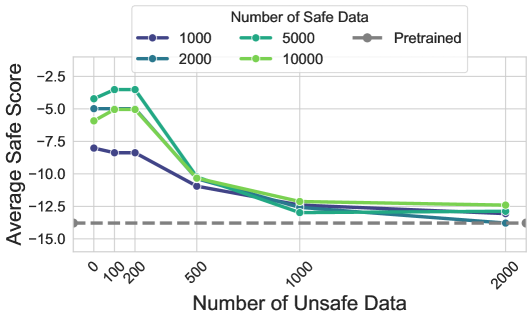 Number of Safe Data
1000 5000 Pretrained
2000 10000
Average Safe Score
−2.5
−5.0
−7.5
−10.0
−12.5
−15.0
0 100 200 500 1000 2000
Number of Unsafe Data